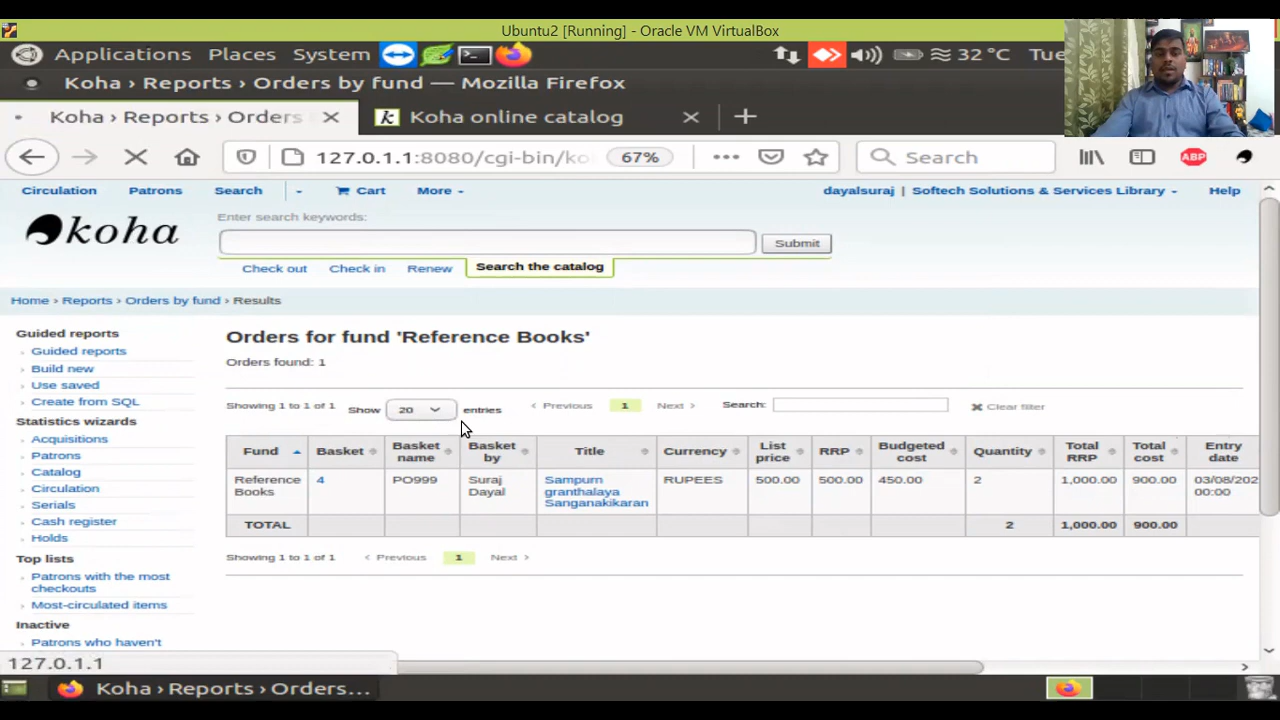 Ubuntu2 [Running] - Oracle VM VirtualBox
Applications Places System 32 °C Tue
Koha › Reports › Orders by fund — Mozilla Firefox
Koha › Reports › Orders Koha online catalog
127.0.1.1:8080/cgi-bin/ko 67% Search ABP
Circulation Patrons Search Cart More dayalsuraj | Softech Solutions & Services Library Help
koha
Enter search keywords:
Submit
Check out Check in Renew Search the catalog
Home › Reports › Orders by fund › Results
Guided reports
Guided reports
Build new
Use saved
Create from SQL
Statistics wizards
Acquisitions
Patrons
Catalog
Circulation
Serials
Cash register
Holds
Top lists
Patrons with the most
checkouts
Most-circulated items
Inactive
Patrons who haven't
Orders for fund 'Reference Books'
Orders found: 1
Showing 1 to 1 of 1 Show 20 entries Previous 1 Next Search: Clear filter
Fund Basket Basket name Basket by Title Currency List price RRP Budgeted cost Quantity Total RRP Total cost Entry date
Reference Books 4 PO999 Suraj Dayal Sampurn granthalaya Sanganakikaran RUPEES 500.00 500.00 450.00 2 1,000.00 900.00 03/08/202 00:00
TOTAL 2 1,000.00 900.00
Showing 1 to 1 of 1 Previous 1 Next
127.0.1.1
Koha › Reports › Orders...